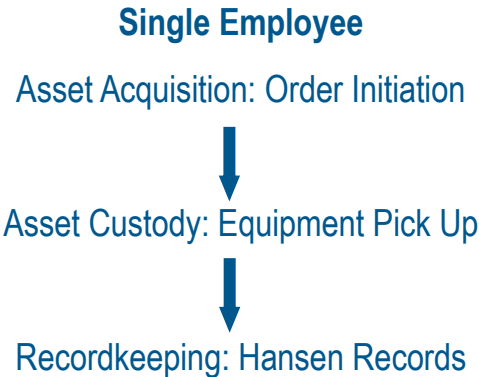 Single Employee
Asset Acquisition: Order Initiation
Asset Custody: Equipment Pick Up
Recordkeeping: Hansen Records